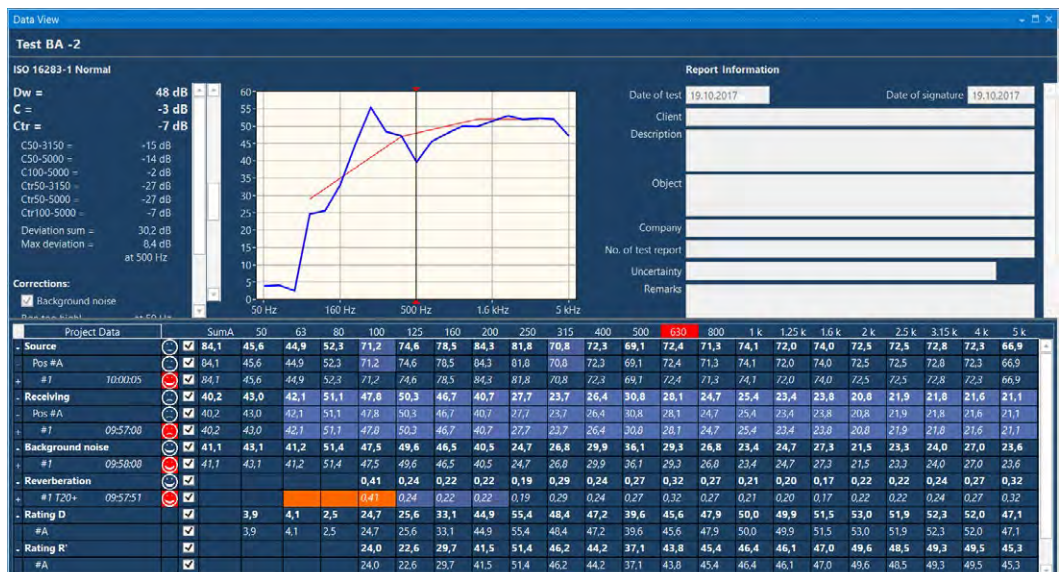 Data View
Test BA -2
ISO 16283-1 Normal
Dw = 48 dB
C = -3 dB
Ctr = -7 dB
C50-3150 = -15 dB
C50-5000 = -14 dB
C100-5000 = -2 dB
Ctr50-3150 = -27 dB
Ctr50-5000 = -27 dB
Ctr100-5000 = -7 dB
Deviation sum = 30,2 dB
Max deviation = 8,4 dB
at 500 Hz
Corrections:
Background noise
60
55
50
45
40
35
30
25
20
15
10
5
0
50 Hz 160 Hz 500 Hz 1.6 kHz 5 kHz
Report Information
Date of test 19.10.2017 Date of signature 19.10.2017
Client
Description
Object
Company
No. of test report
Uncertainty
Remarks
Project Data SumA 50 63 80 100 125 160 200 250 315 400 500 630 800 1 k 1.25 k 1.6 k 2 k 2.5 k 3.15 k 4 k 5 k
- Source 84,1 45,6 44,9 52,3 71,2 74,6 78,5 84,3 81,8 70,8 72,3 69,1 72,4 71,3 74,1 72,0 74,0 72,5 72,5 72,8 72,3 66,9
- Pos #A 84,1 45,6 44,9 52,3 71,2 74,6 78,5 84,3 81,8 70,8 72,3 69,1 72,4 71,3 74,1 72,0 74,0 72,5 72,5 72,8 72,3 66,9
+ #1 10:00:05 84,1 45,6 44,9 52,3 71,2 74,6 78,5 84,3 81,8 70,8 72,3 69,1 72,4 71,3 74,1 72,0 74,0 72,5 72,5 72,8 72,3 66,9
- Receiving 40,2 43,0 42,1 51,1 47,8 50,3 46,7 40,7 27,7 23,7 26,4 30,8 28,1 24,7 25,4 23,4 23,8 20,8 21,9 21,8 21,6 21,1
- Pos #A 40,2 43,0 42,1 51,1 47,8 50,3 46,7 40,7 27,7 23,7 26,4 30,8 28,1 24,7 25,4 23,4 23,8 20,8 21,9 21,8 21,6 21,1
+ #1 09:57:08 40,2 43,0 42,1 51,1 47,8 50,3 46,7 40,7 27,7 23,7 26,4 30,8 28,1 24,7 25,4 23,4 23,8 20,8 21,9 21,8 21,6 21,1
- Background noise 41,1 43,1 41,2 51,4 47,5 49,6 46,5 40,5 24,7 26,8 29,9 36,1 29,3 26,8 23,4 24,7 27,3 21,5 23,3 24,0 27,0 23,6
+ #1 09:58:08 41,1 43,1 41,2 51,4 47,5 49,6 46,5 40,5 24,7 26,8 29,9 36,1 29,3 26,8 23,4 24,7 27,3 21,5 23,3 24,0 27,0 23,6
- Reverberation 0,41 0,24 0,22 0,22 0,19 0,29 0,24 0,27 0,32 0,27 0,21 0,20 0,17 0,22 0,22 0,24 0,27 0,32
+ #1 T20+ 09:57:51 0,41 0,24 0,22 0,22 0,19 0,29 0,24 0,27 0,32 0,27 0,21 0,20 0,17 0,22 0,22 0,24 0,27 0,32
- Rating D 3,9 4,1 2,5 24,7 25,6 33,1 44,9 55,4 48,4 47,2 39,6 45,6 47,9 50,0 49,9 51,5 53,0 51,9 52,3 52,0 47,1
#A 3,9 4,1 2,5 24,7 25,6 33,1 44,9 55,4 48,4 47,2 39,6 45,6 47,9 50,0 49,9 51,5 53,0 51,9 52,3 52,0 47,1
- Rating R' 24,0 22,6 29,7 41,5 51,4 46,2 44,2 37,1 43,8 45,4 46,4 46,1 47,0 49,6 48,5 49,3 49,5 45,3
#A 24,0 22,6 29,7 41,5 51,4 46,2 44,2 37,1 43,8 45,4 46,4 46,1 47,0 49,6 48,5 49,3 49,5 45,3